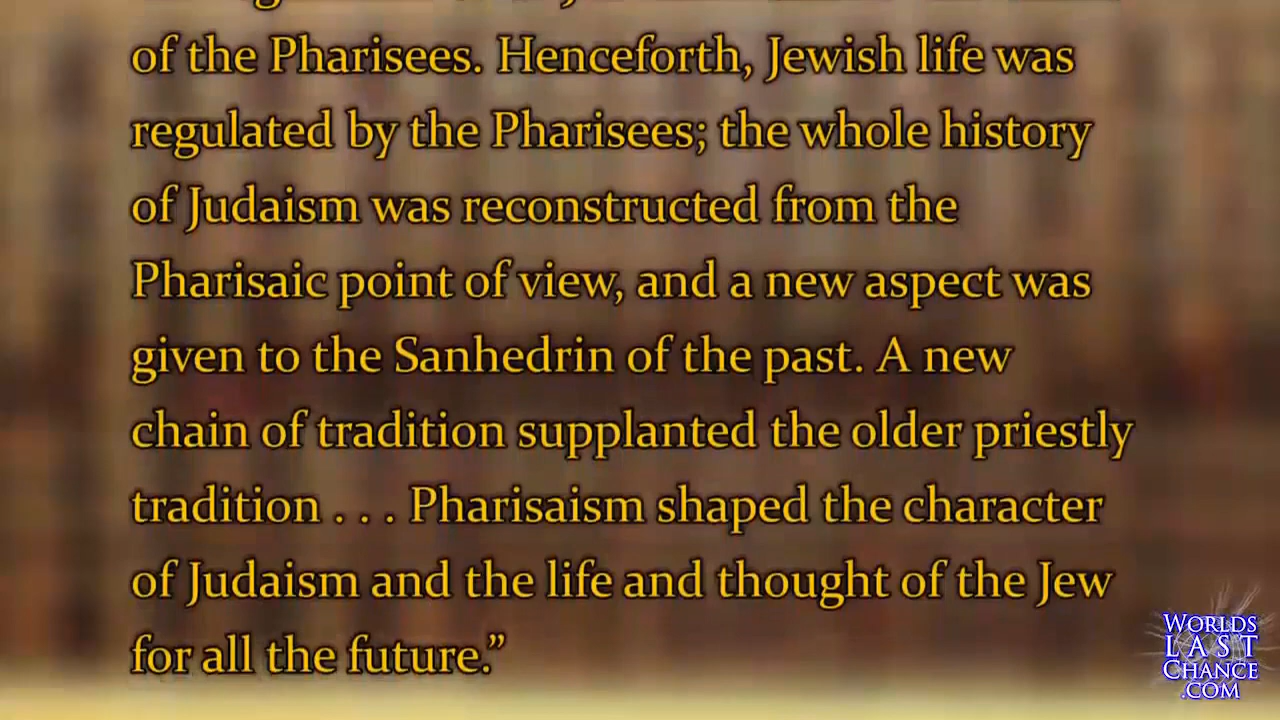 of the Pharisees. Henceforth, Jewish life was
regulated by the Pharisees; the whole history
of Judaism was reconstructed from the
Pharisaic point of view, and a new aspect was
given to the Sanhedrin of the past. A new
chain of tradition supplanted the older priestly
tradition . . . Pharisaism shaped the character
of Judaism and the life and thought of the Jew
for all the future.”
WORLDS
LAST
CHANCE
.COM